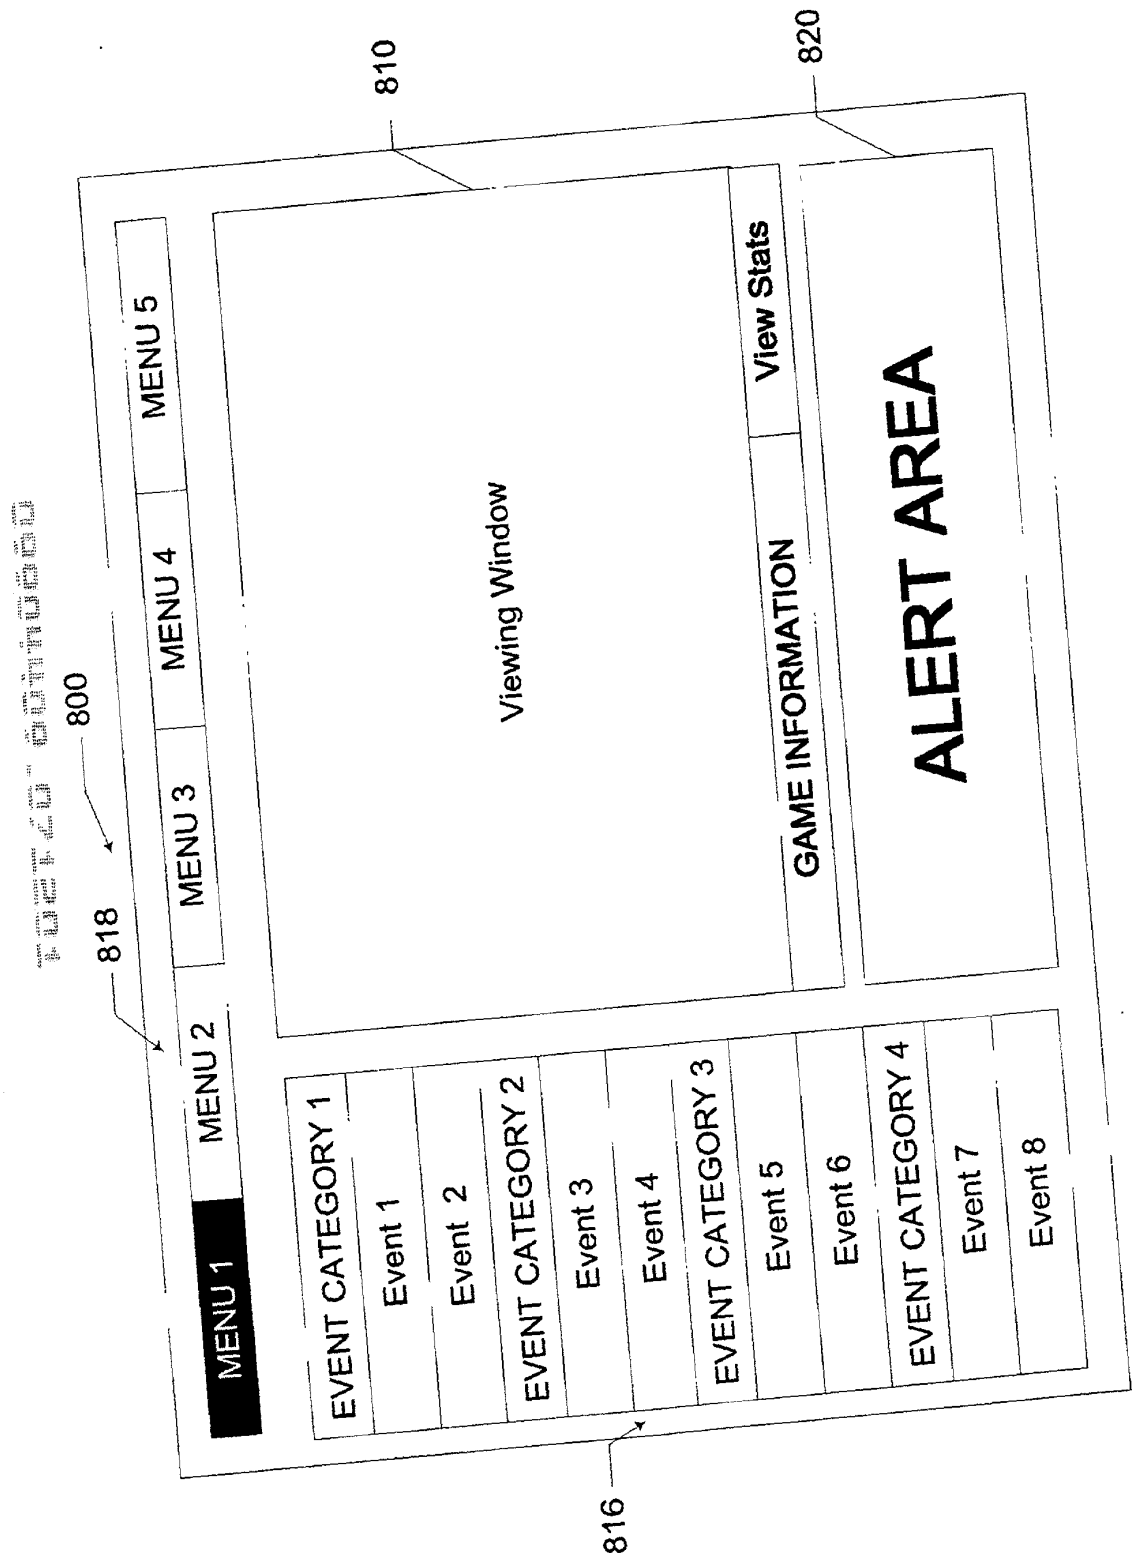 800
818
MENU 1
MENU 2
MENU 3
MENU 4
MENU 5
810
EVENT CATEGORY 1
Event 1
Event 2
EVENT CATEGORY 2
Event 3
Event 4
EVENT CATEGORY 3
Event 5
Event 6
EVENT CATEGORY 4
Event 7
Event 8
816
Viewing Window
GAME INFORMATION
View Stats
ALERT AREA
820